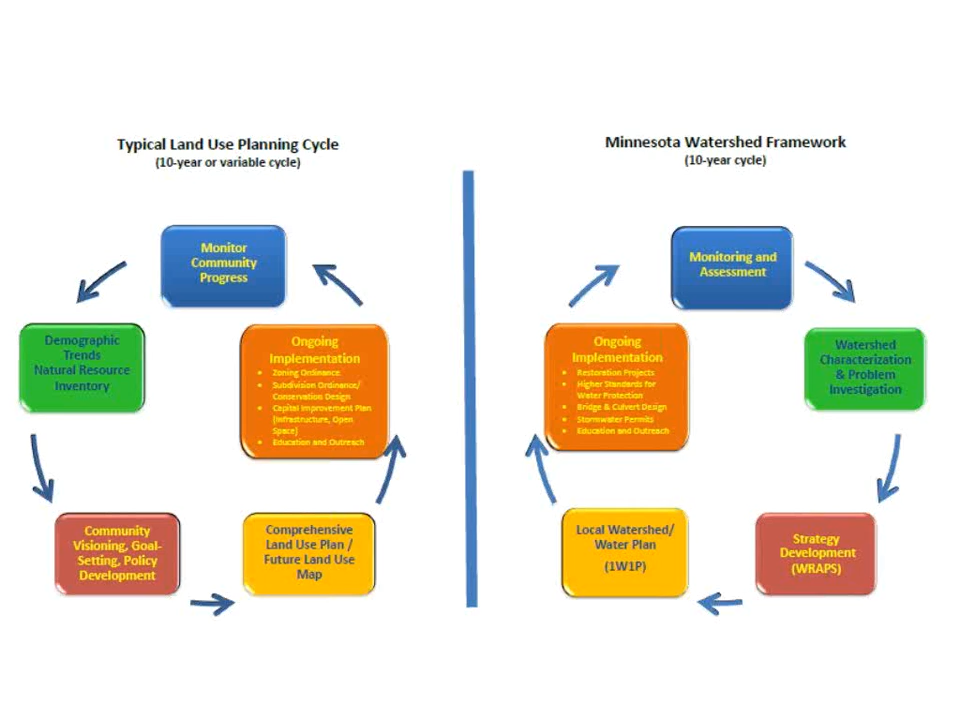 Typical Land Use Planning Cycle
(10-year or variable cycle)
Monitor
Community
Progress
Demographic
Trends
Natural Resource
Inventory
Ongoing
Implementation
• Zoning Ordinance
• Subdivision Ordinance/
Conservation Design
• Capital Improvement Plan
(Infrastructure, Open
Space)
• Education and Outreach
Community
Visioning, Goal-
Setting, Policy
Development
Comprehensive
Land Use Plan /
Future Land Use
Map
Minnesota Watershed Framework
(10-year cycle)
Monitoring and
Assessment
Ongoing
Implementation
• Restoration Projects
• Higher Standards for
Water Protection
• Bridge & Culvert Design
• Stormwater Permits
• Education and Outreach
Watershed
Characterization
& Problem
Investigation
Local Watershed/
Water Plan
(1W1P)
Strategy
Development
(WRAPS)